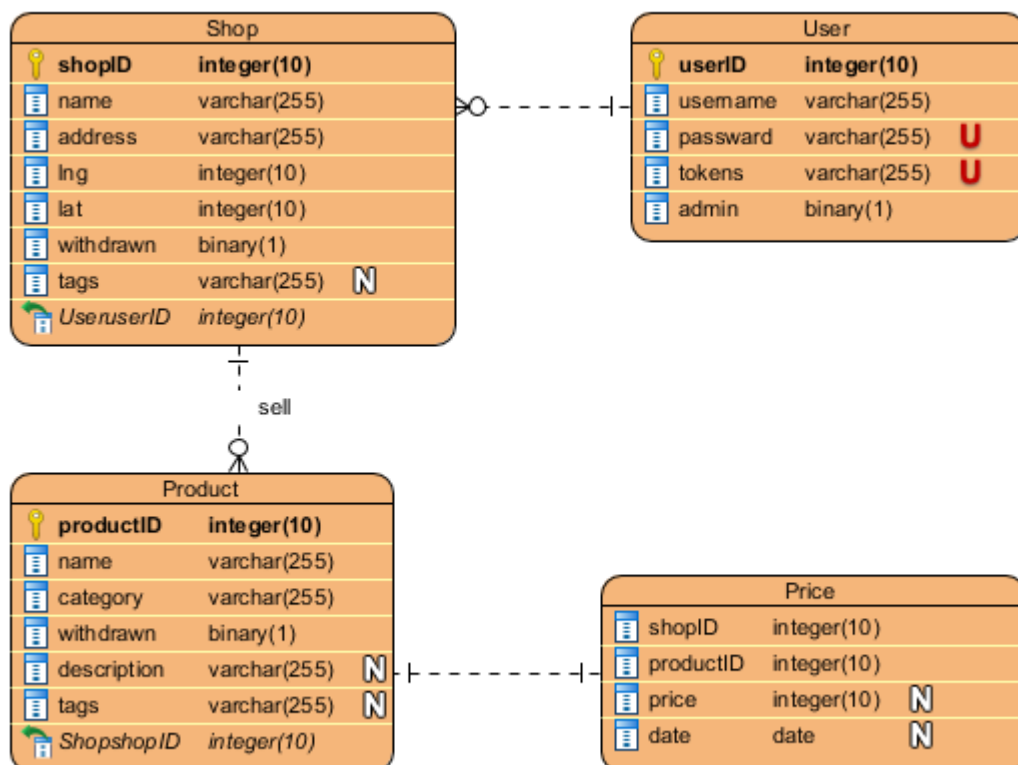 Shop
shopID integer(10)
name varchar(255)
address varchar(255)
lng integer(10)
lat integer(10)
withdrawn binary(1)
tags varchar(255) N
UseruserID integer(10)
User
userID integer(10)
username varchar(255)
passward varchar(255) U
tokens varchar(255) U
admin binary(1)
sell
Product
productID integer(10)
name varchar(255)
category varchar(255)
withdrawn binary(1)
description varchar(255) N
tags varchar(255) N
ShopshopID integer(10)
Price
shopID integer(10)
productID integer(10)
price integer(10) N
date date N